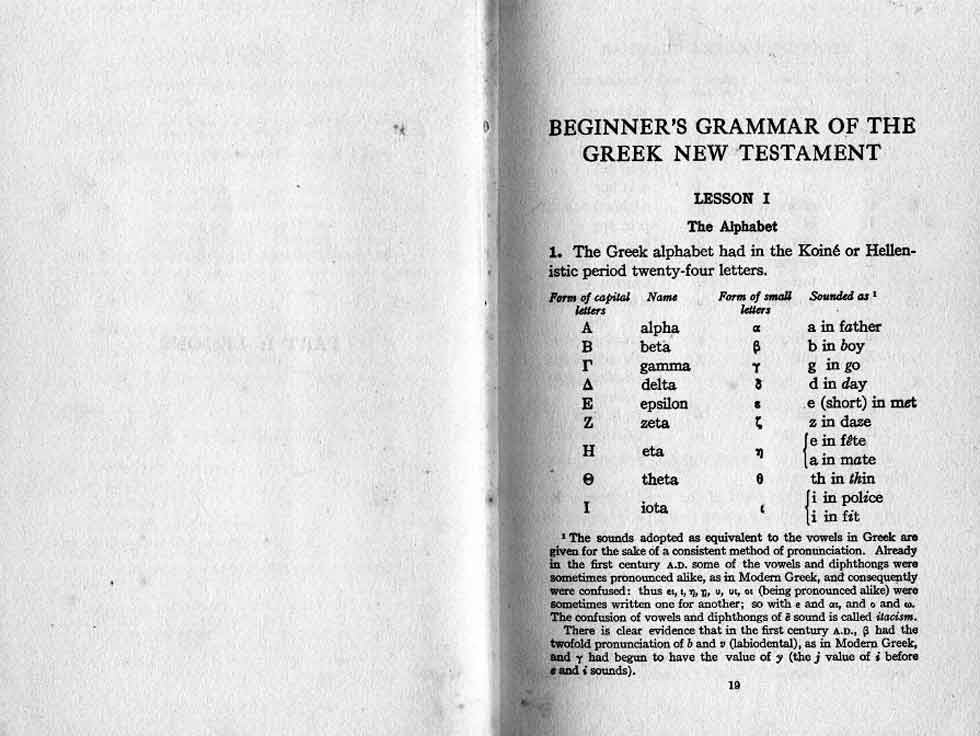 BEGINNER'S GRAMMAR OF THE
GREEK NEW TESTAMENT
LESSON I
The Alphabet
1. The Greek alphabet had in the Koiné or Hellen-
istic period twenty-four letters.
Form of capital Name Form of small Sounded as ¹
letters letters
Α alpha α a in father
Β beta β b in boy
Γ gamma γ g in go
Δ delta δ d in day
Ε epsilon ε e (short) in met
Ζ zeta ζ z in daze
Η eta η {e in fête
{a in mate
Θ theta θ th in thin
Ι iota ι {i in police
{i in fit
¹ The sounds adopted as equivalent to the vowels in Greek are
given for the sake of a consistent method of pronunciation. Already
in the first century A.D. some of the vowels and diphthongs were
sometimes pronounced alike, as in Modern Greek, and consequently
were confused: thus ει, ι, η, ῃ, υ, υι, οι (being pronounced alike) were
sometimes written one for another; so with ε and αι, and ο and ω.
The confusion of vowels and diphthongs of ē sound is called itacism.
There is clear evidence that in the first century A.D., β had the
twofold pronunciation of b and v (labiodental), as in Modern Greek,
and γ had begun to have the value of y (the j value of i before
e and i sounds).
19